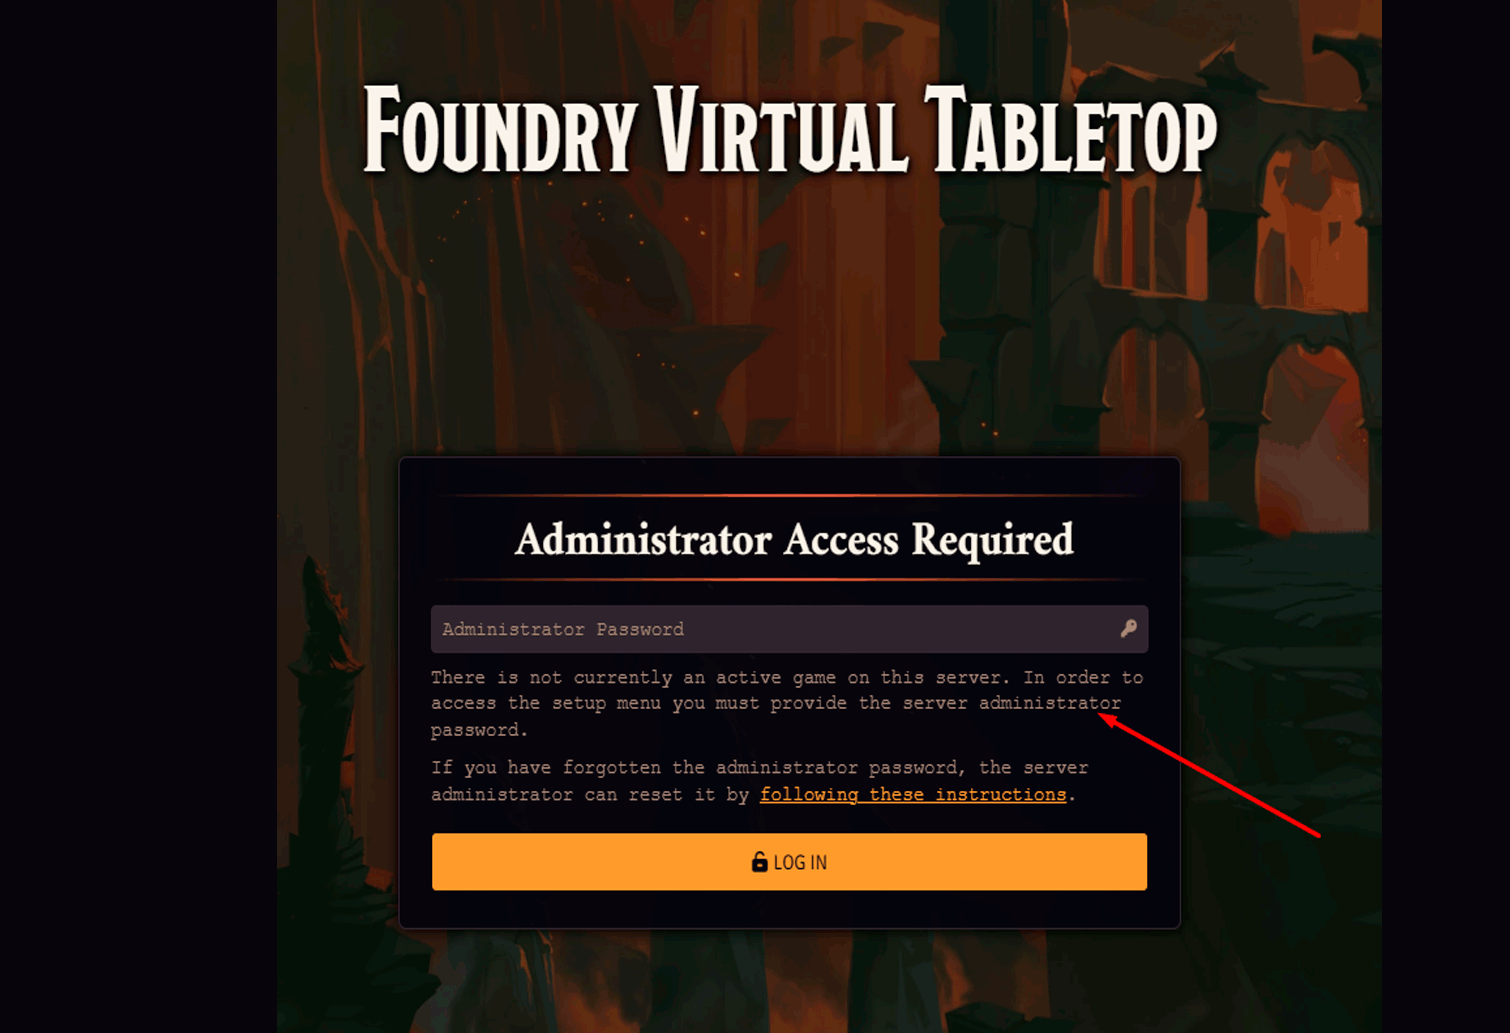 Foundry Virtual Tabletop
Administrator Access Required
Administrator Password
There is not currently an active game on this server. In order to
access the setup menu you must provide the server administrator
password.
If you have forgotten the administrator password, the server
administrator can reset it by following these instructions.
LOG IN